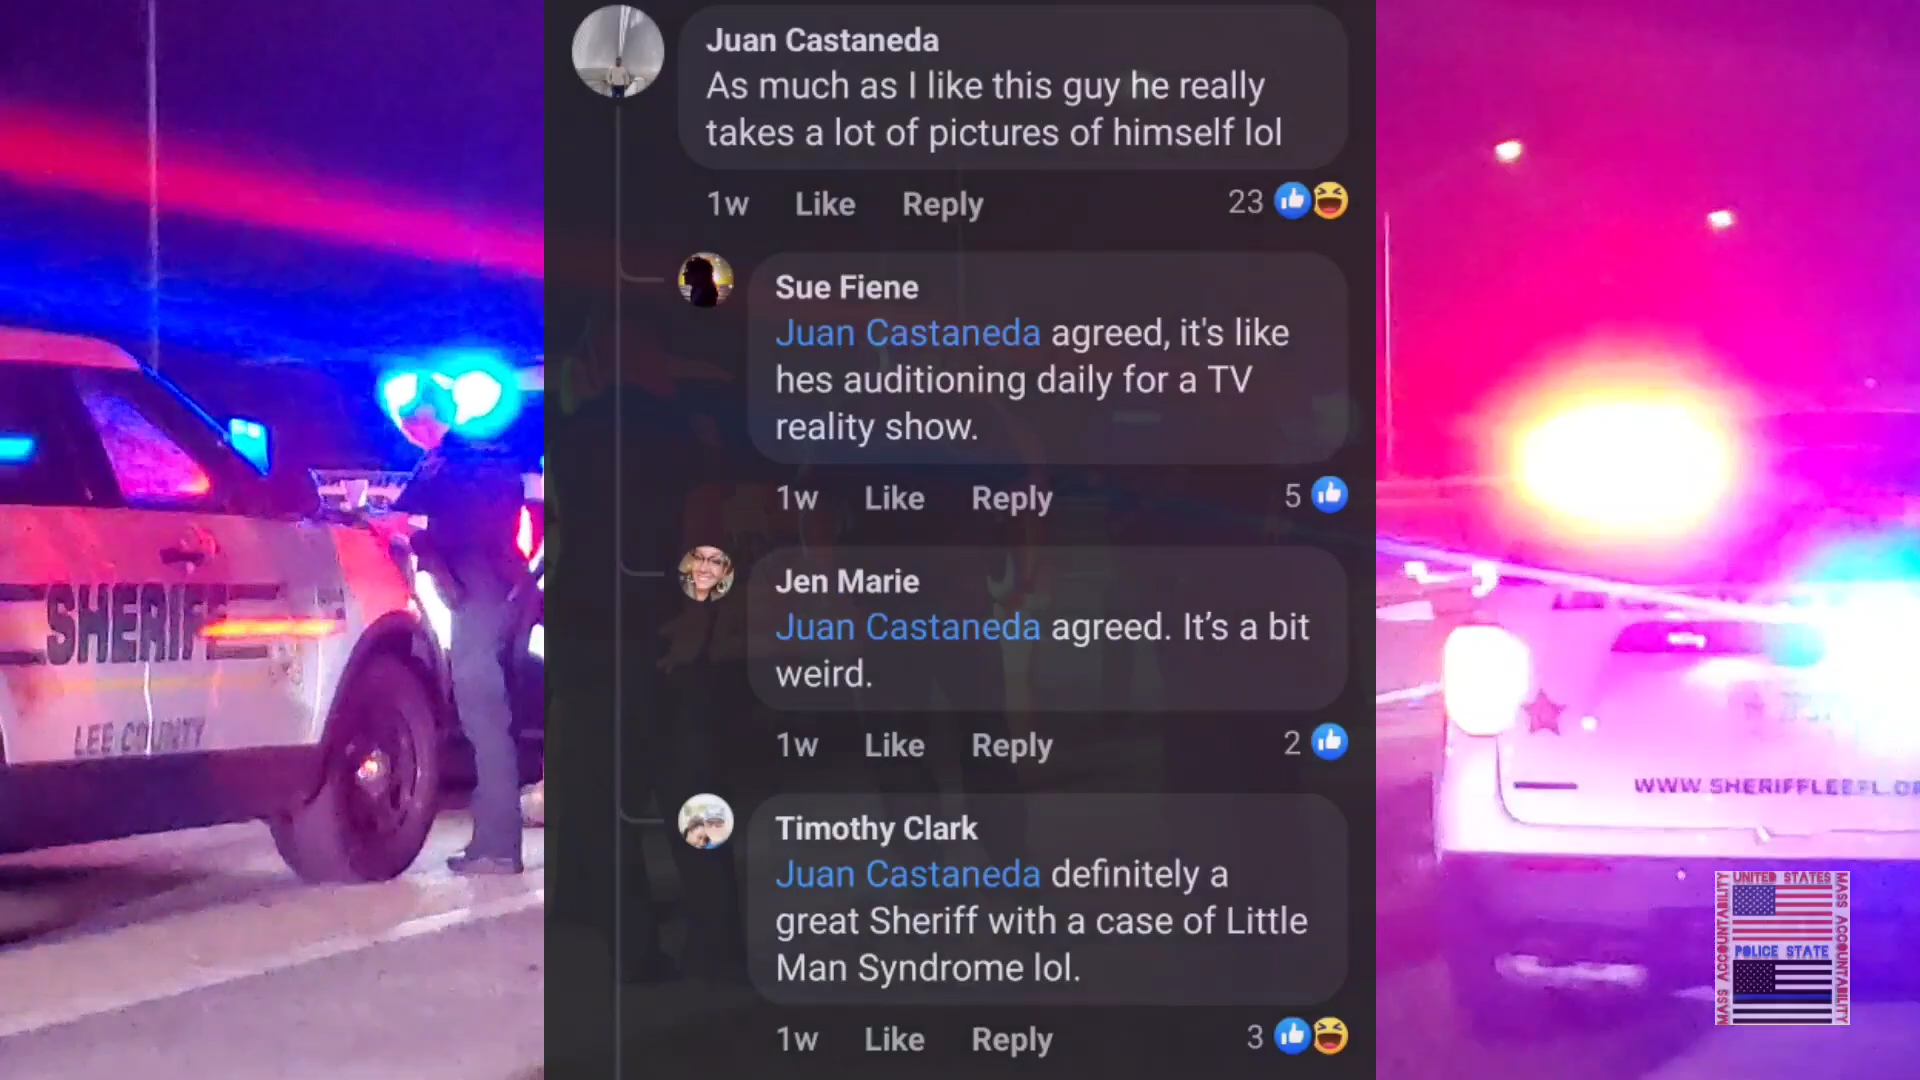 Juan Castaneda
As much as I like this guy he really
takes a lot of pictures of himself lol
1w Like Reply 23
Sue Fiene
Juan Castaneda agreed, it's like
hes auditioning daily for a TV
reality show.
1w Like Reply 5
Jen Marie
Juan Castaneda agreed. It’s a bit
weird.
1w Like Reply 2
Timothy Clark
Juan Castaneda definitely a
great Sheriff with a case of Little
Man Syndrome lol.
1w Like Reply 3
SHERIFF
LEE COUNTY
WWW.SHERIFFLEEFL.OR
UNITED STATES
POLICE STATE
MASS ACCOUNTABILITY
MASS ACCOUNTABILITY